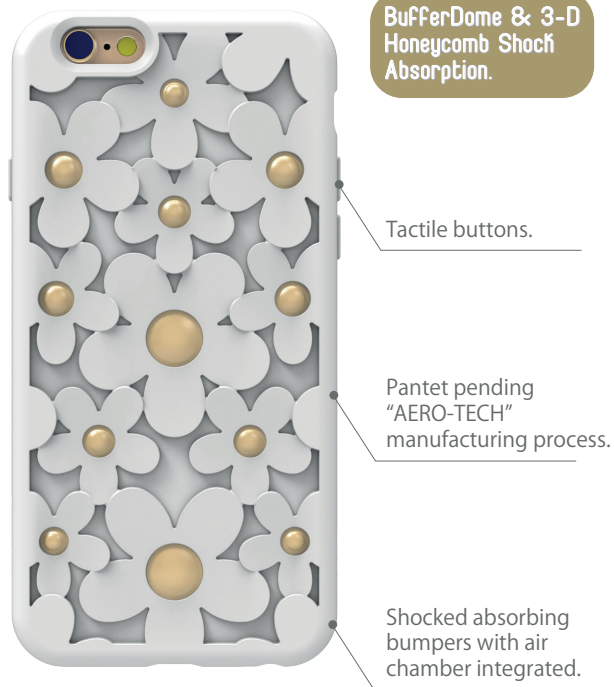 BufferDome & 3-D
Honeycomb Shock
Absorption.
Tactile buttons.
Pantet pending
“AERO-TECH”
manufacturing process.
Shocked absorbing
bumpers with air
chamber integrated.